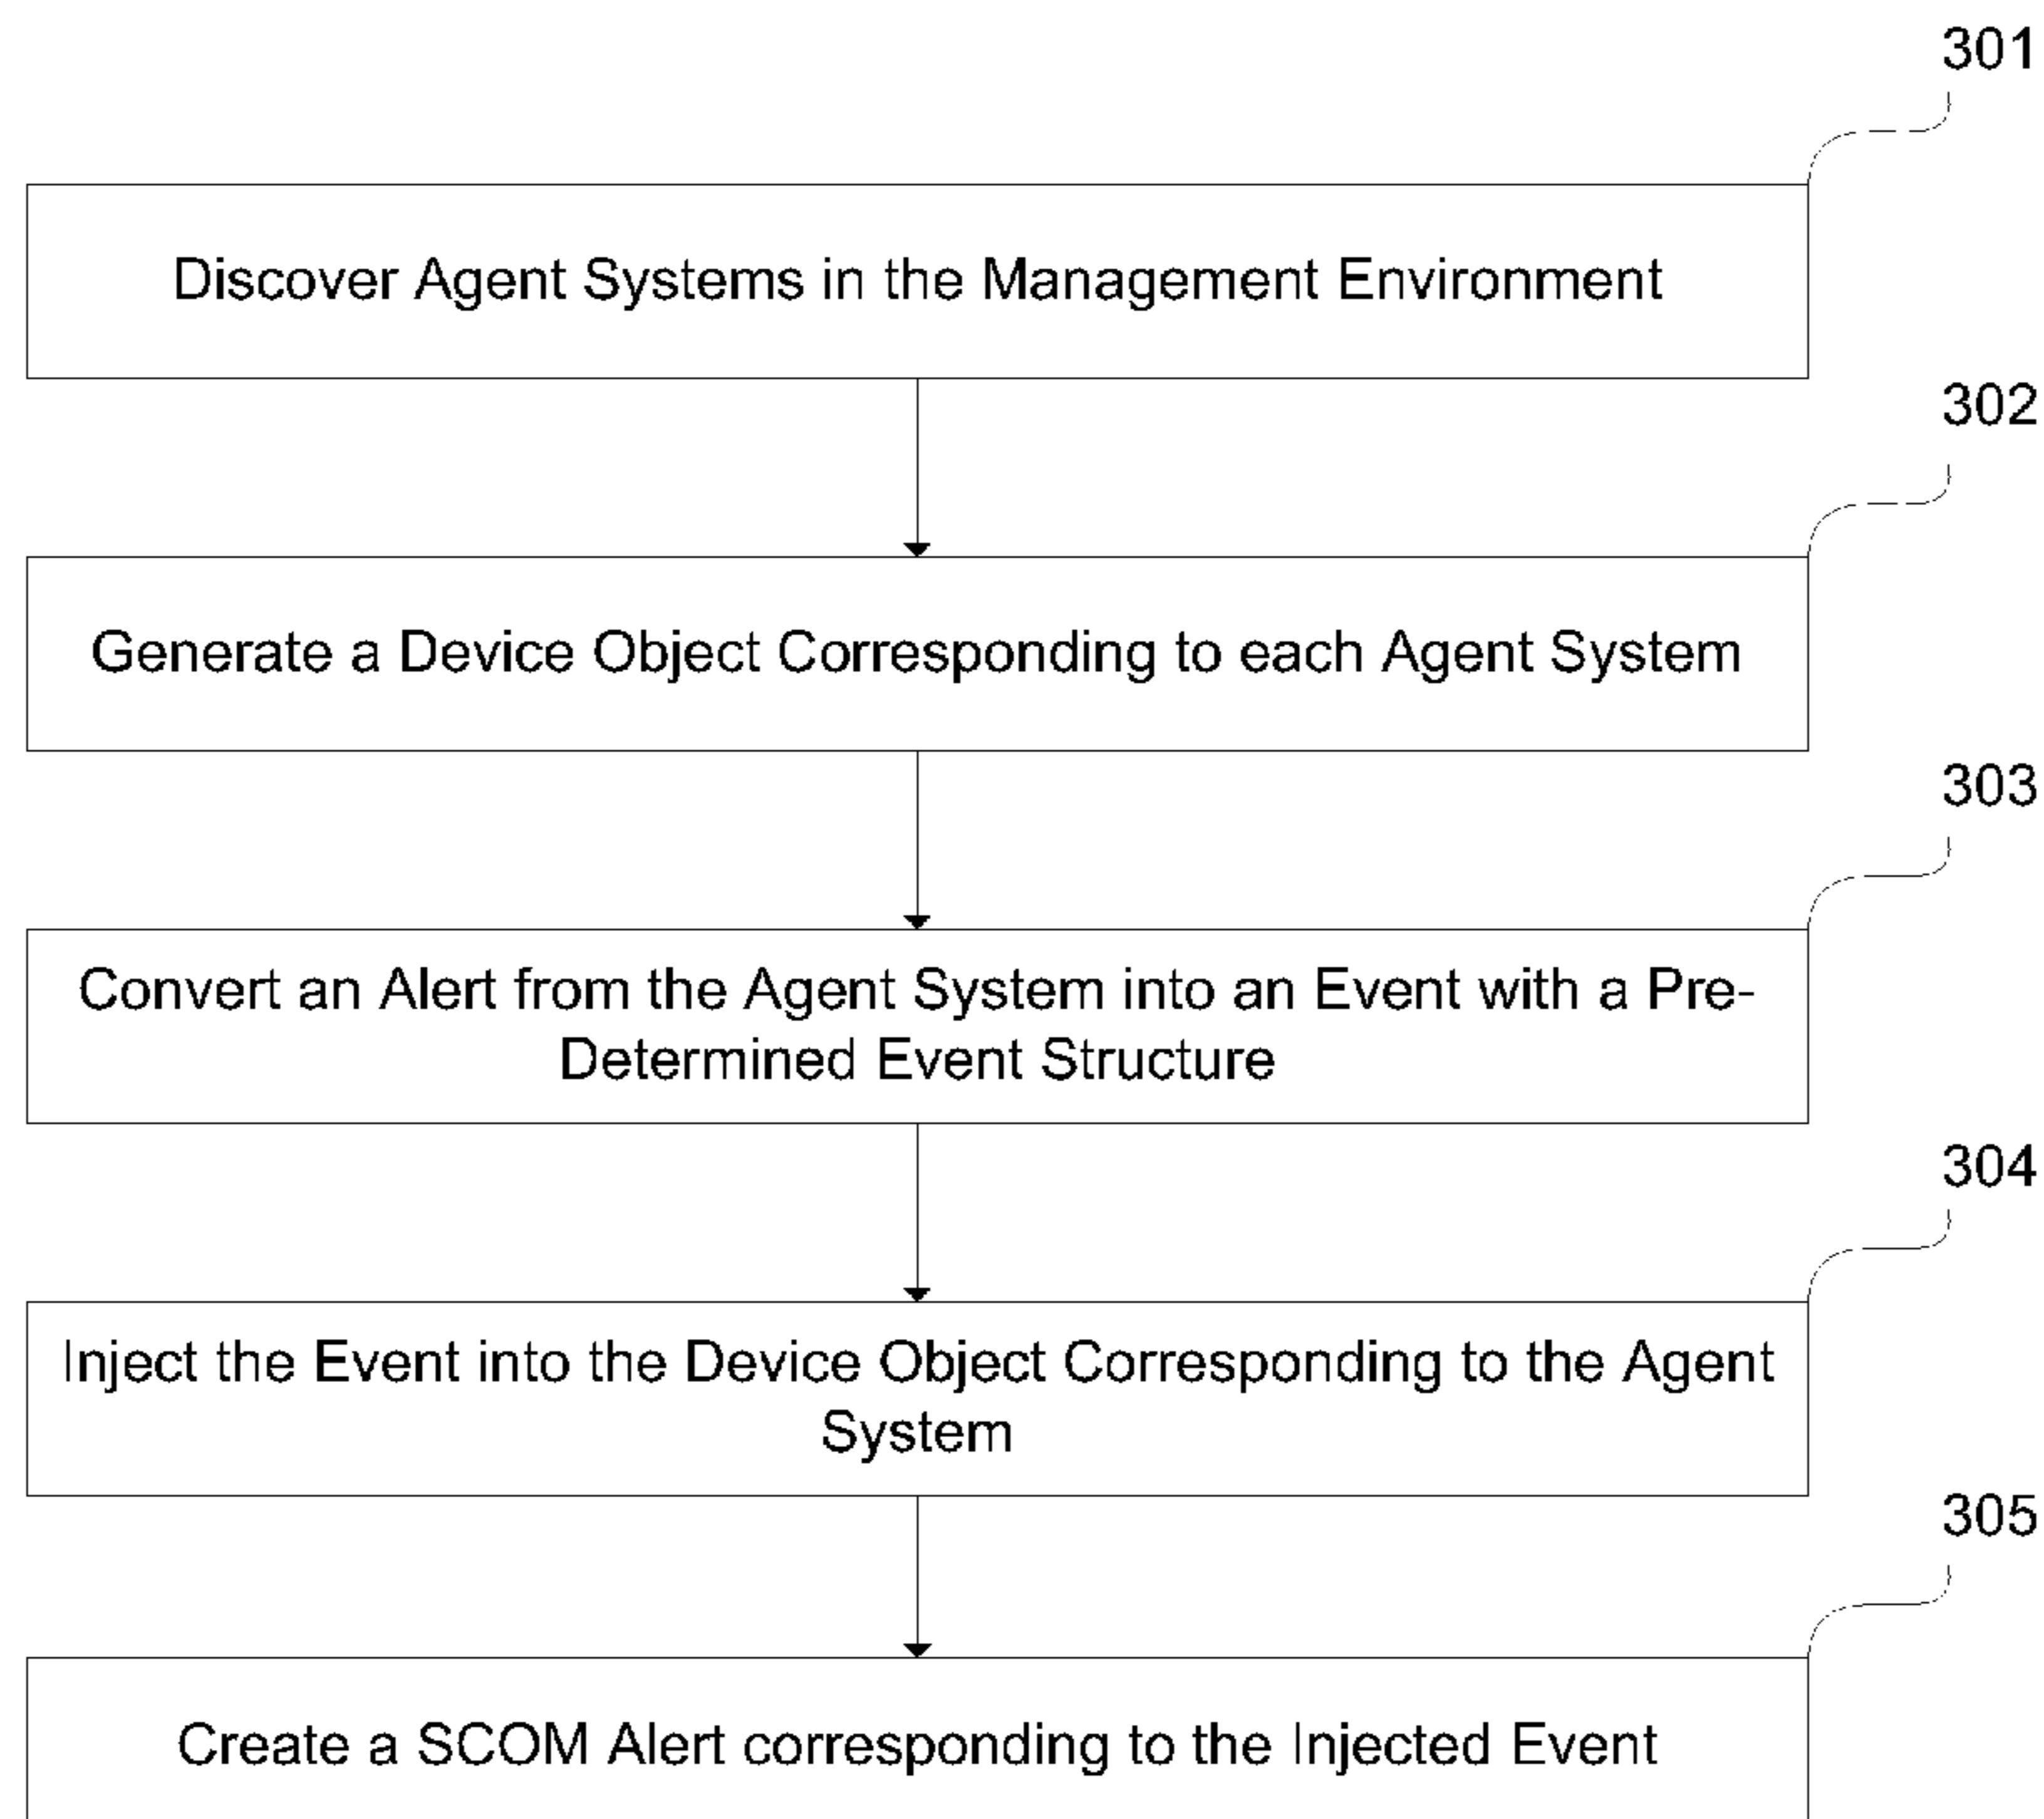 301
Discover Agent Systems in the Management Environment
302
Generate a Device Object Corresponding to each Agent System
303
Convert an Alert from the Agent System into an Event with a Pre-
Determined Event Structure
304
Inject the Event into the Device Object Corresponding to the Agent
System
305
Create a SCOM Alert corresponding to the Injected Event